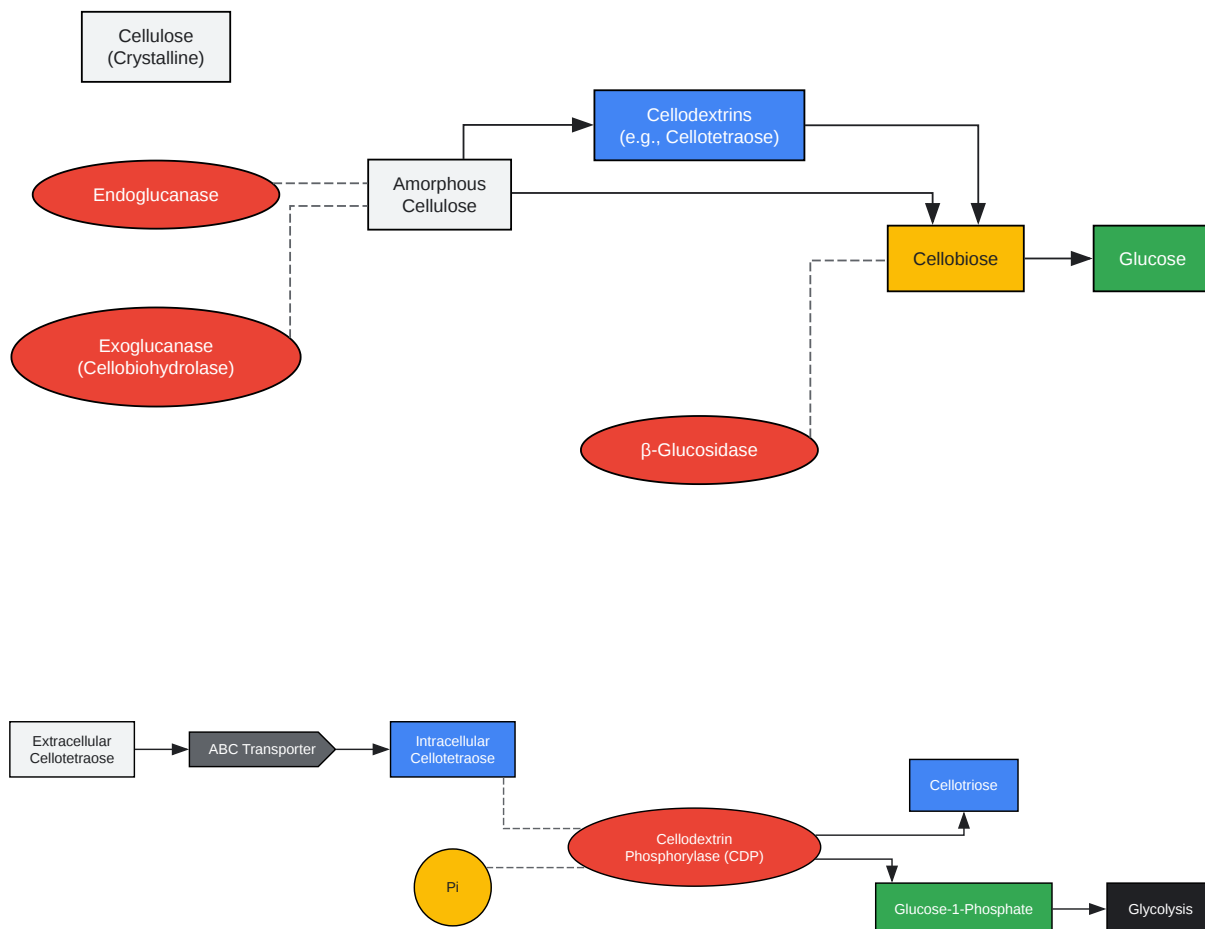 Cellulose
(Crystalline)
Cellodextrins
(e.g., Cellotetraose)
Endoglucanase
Amorphous
Cellulose
Cellobiose
Glucose
Exoglucanase
(Cellobiohydrolase)
β-Glucosidase
Extracellular
Cellotetraose
ABC Transporter
Intracellular
Cellotetraose
Cellotriose
Cellodextrin
Phosphorylase (CDP)
Pi
Glucose-1-Phosphate
Glycolysis